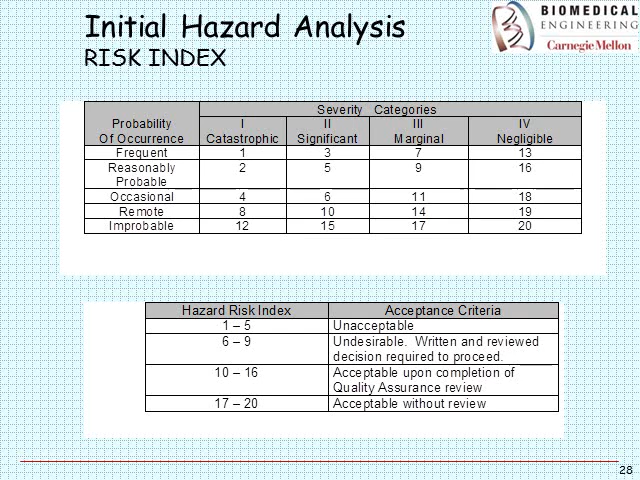 Initial Hazard Analysis
RISK INDEX
BIOMEDICAL
ENGINEERING
Carnegie Mellon
Severity Categories
Probability Of Occurrence I Catastrophic II Significant III Marginal IV Negligible
Frequent 1 3 7 13
Reasonably Probable 2 5 9 16
Occasional 4 6 11 18
Remote 8 10 14 19
Improbable 12 15 17 20
Hazard Risk Index Acceptance Criteria
1 – 5 Unacceptable
6 – 9 Undesirable. Written and reviewed
decision required to proceed.
10 – 16 Acceptable upon completion of
Quality Assurance review
17 – 20 Acceptable without review
28